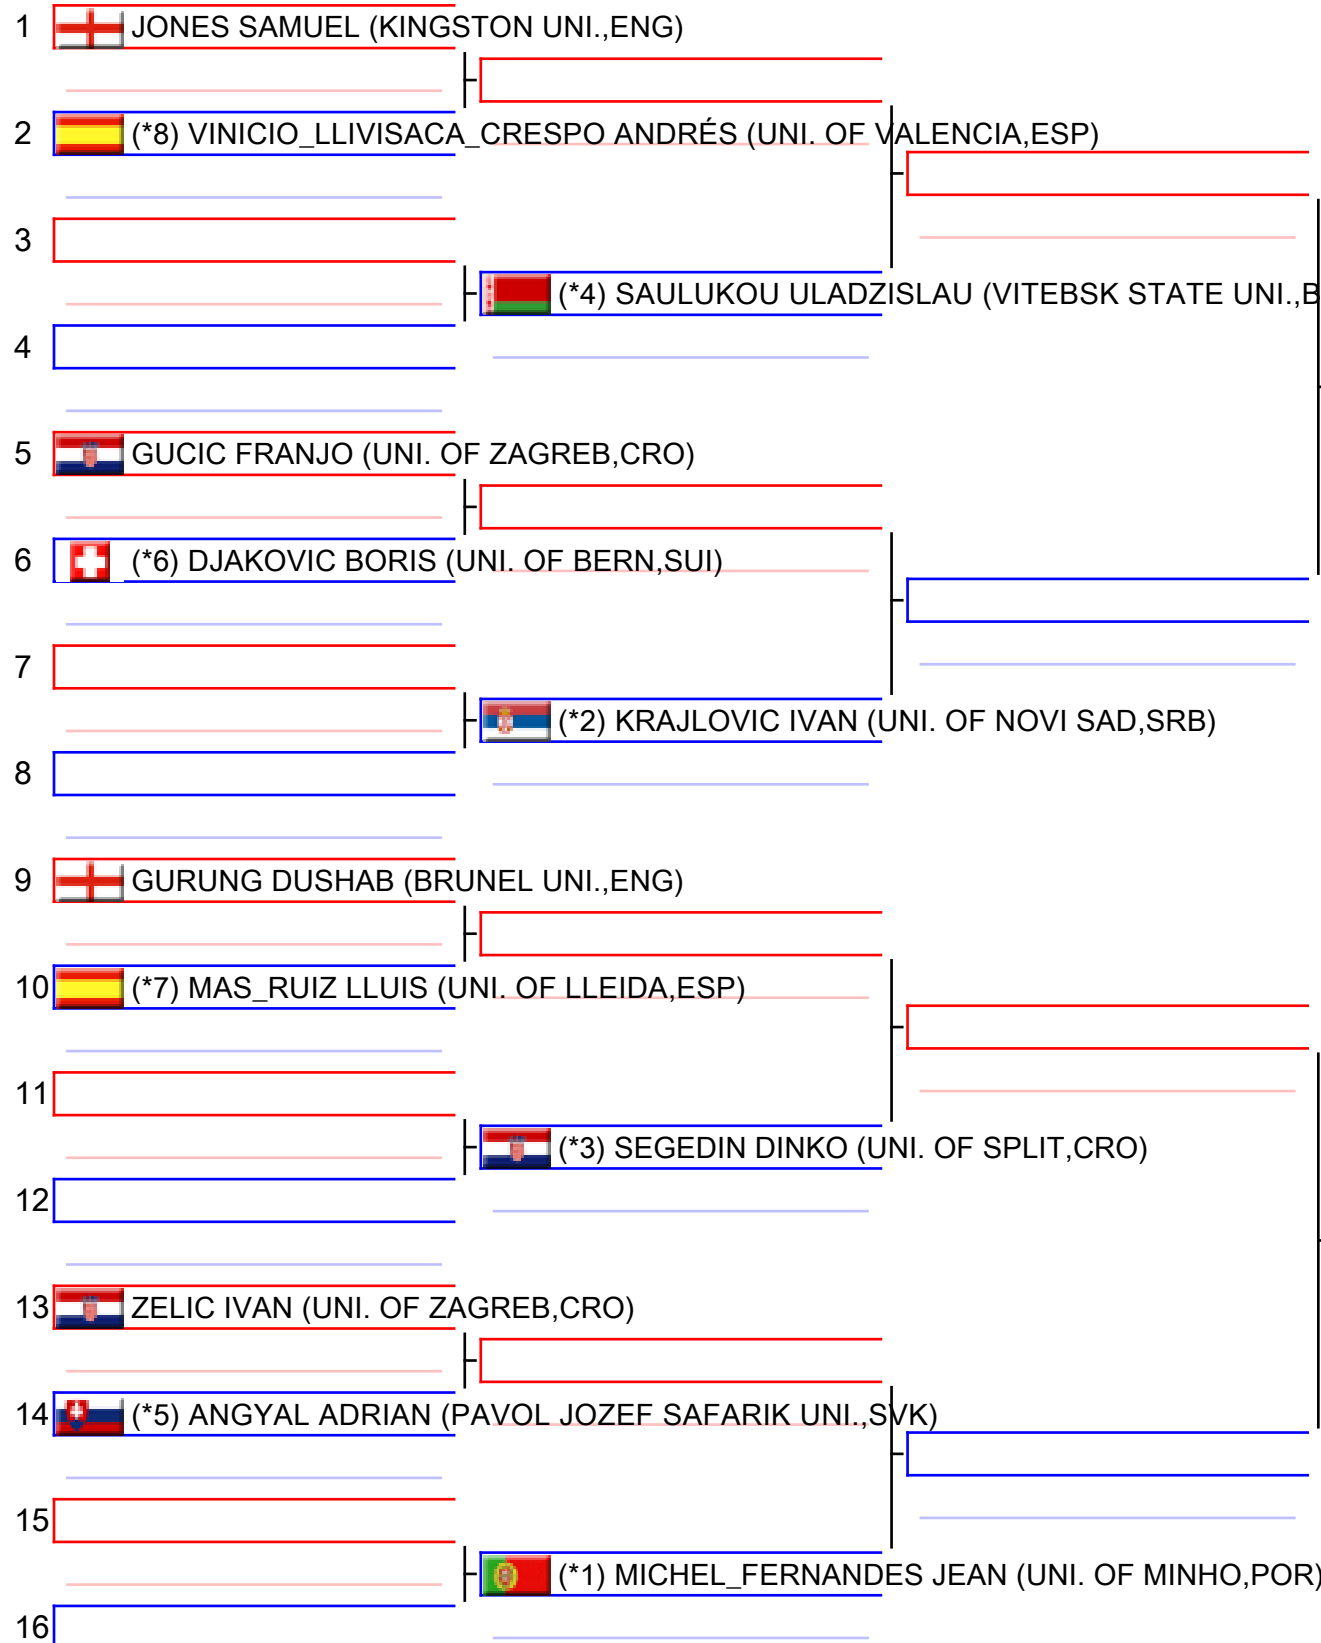 1 JONES SAMUEL (KINGSTON UNI.,ENG)
2 (*8) VINICIO_LLIVISACA_CRESPO ANDRÉS (UNI. OF VALENCIA,ESP)
3
(*4) SAULUKOU ULADZISLAU (VITEBSK STATE UNI.,B
4
5 GUCIC FRANJO (UNI. OF ZAGREB,CRO)
6 (*6) DJAKOVIC BORIS (UNI. OF BERN,SUI)
7
(*2) KRAJLOVIC IVAN (UNI. OF NOVI SAD,SRB)
8
9 GURUNG DUSHAB (BRUNEL UNI.,ENG)
10 (*7) MAS_RUIZ LLUIS (UNI. OF LLEIDA,ESP)
11
(*3) SEGEDIN DINKO (UNI. OF SPLIT,CRO)
12
13 ZELIC IVAN (UNI. OF ZAGREB,CRO)
14 (*5) ANGYAL ADRIAN (PAVOL JOZEF SAFARIK UNI.,SVK)
15
(*1) MICHEL_FERNANDES JEAN (UNI. OF MINHO,POR)
16